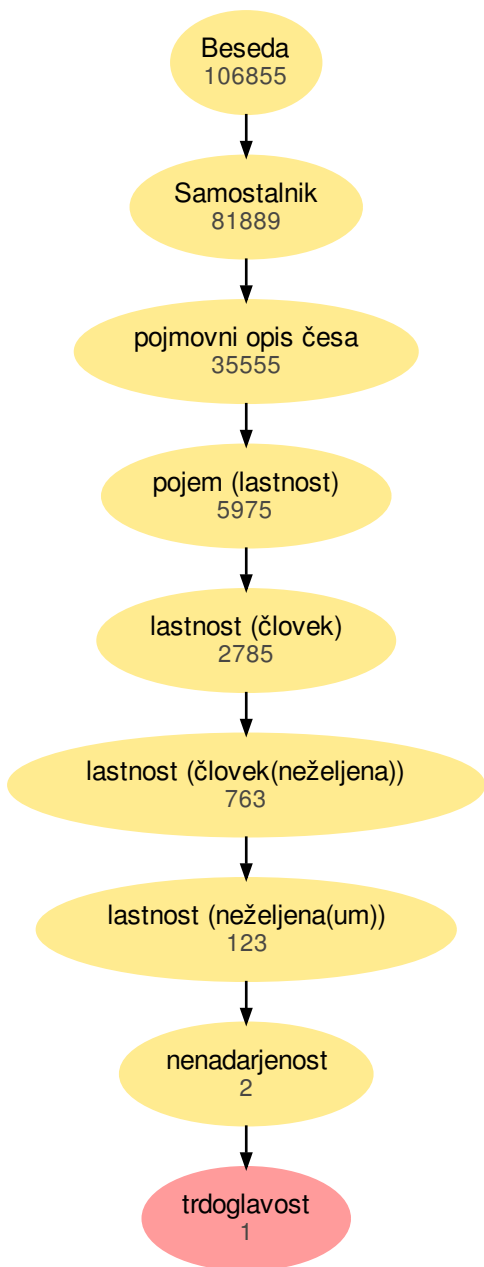 Beseda
106855
Samostalnik
81889
pojmovni opis česa
35555
pojem (lastnost)
5975
lastnost (človek)
2785
lastnost (človek(neželjena))
763
lastnost (neželjena(um))
123
nenadarjenost
2
trdoglavost
1